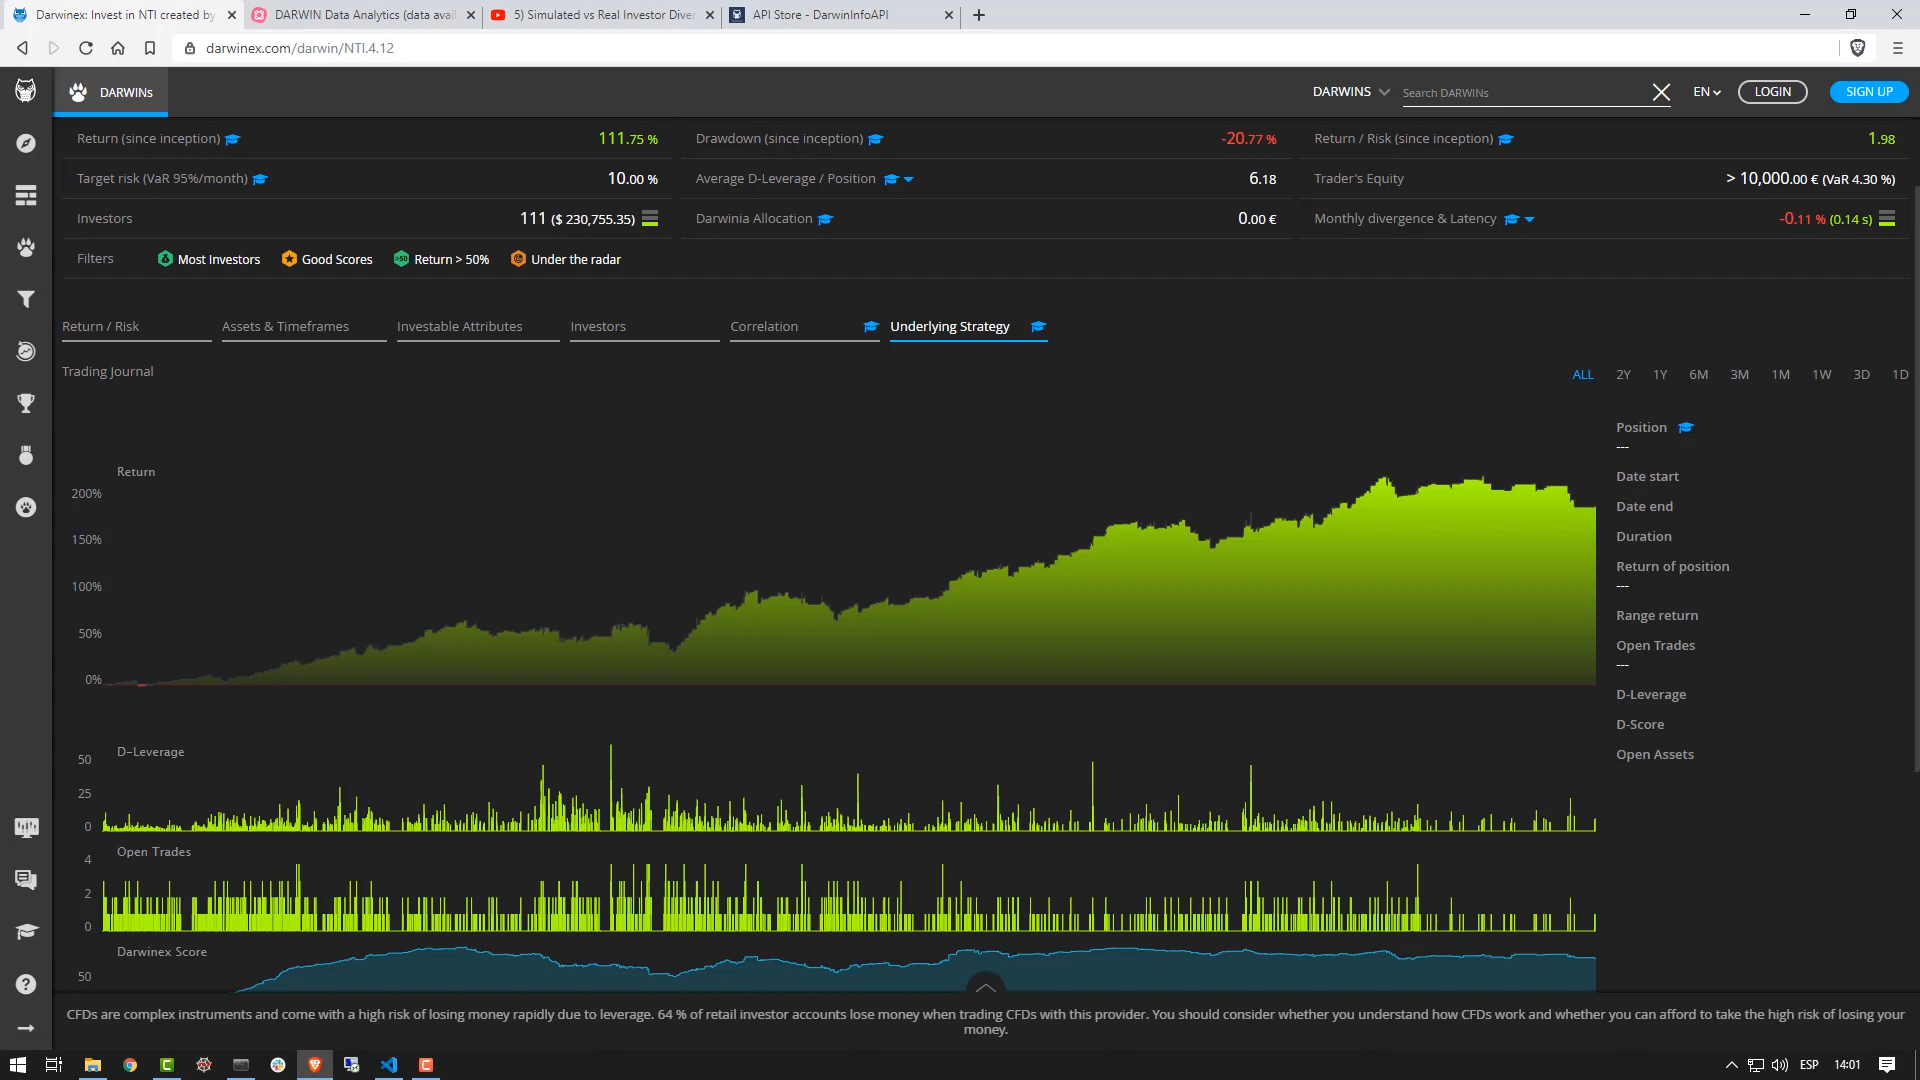 Darwinex: Invest in NTI created by
DARWIN Data Analytics (data avail
5) Simulated vs Real Investor Diver
API Store - DarwinInfoAPI
darwinex.com/darwin/NTI.4.12
DARWINs
DARWINS
Search DARWINs
EN
LOGIN
SIGN UP
Return (since inception) 111.75 %
Drawdown (since inception) -20.77 %
Return / Risk (since inception) 1.98
Target risk (VaR 95%/month) 10.00 %
Average D-Leverage / Position 6.18
Trader's Equity > 10,000.00 € (VaR 4.30 %)
Investors 111 ($ 230,755.35)
Darwinia Allocation 0.00 €
Monthly divergence & Latency -0.11 % (0.14 s)
Filters Most Investors Good Scores Return > 50% Under the radar
Return / Risk Assets & Timeframes Investable Attributes Investors Correlation Underlying Strategy
Trading Journal
ALL 2Y 1Y 6M 3M 1M 1W 3D 1D
Return
200%
150%
100%
50%
0%
D-Leverage
50
25
0
Open Trades
4
2
0
Darwinex Score
50
Position
---
Date start
Date end
Duration
Return of position
---
Range return
Open Trades
---
D-Leverage
D-Score
Open Assets
CFDs are complex instruments and come with a high risk of losing money rapidly due to leverage. 64 % of retail investor accounts lose money when trading CFDs with this provider. You should consider whether you understand how CFDs work and whether you can afford to take the high risk of losing your
money.
ESP 14:01